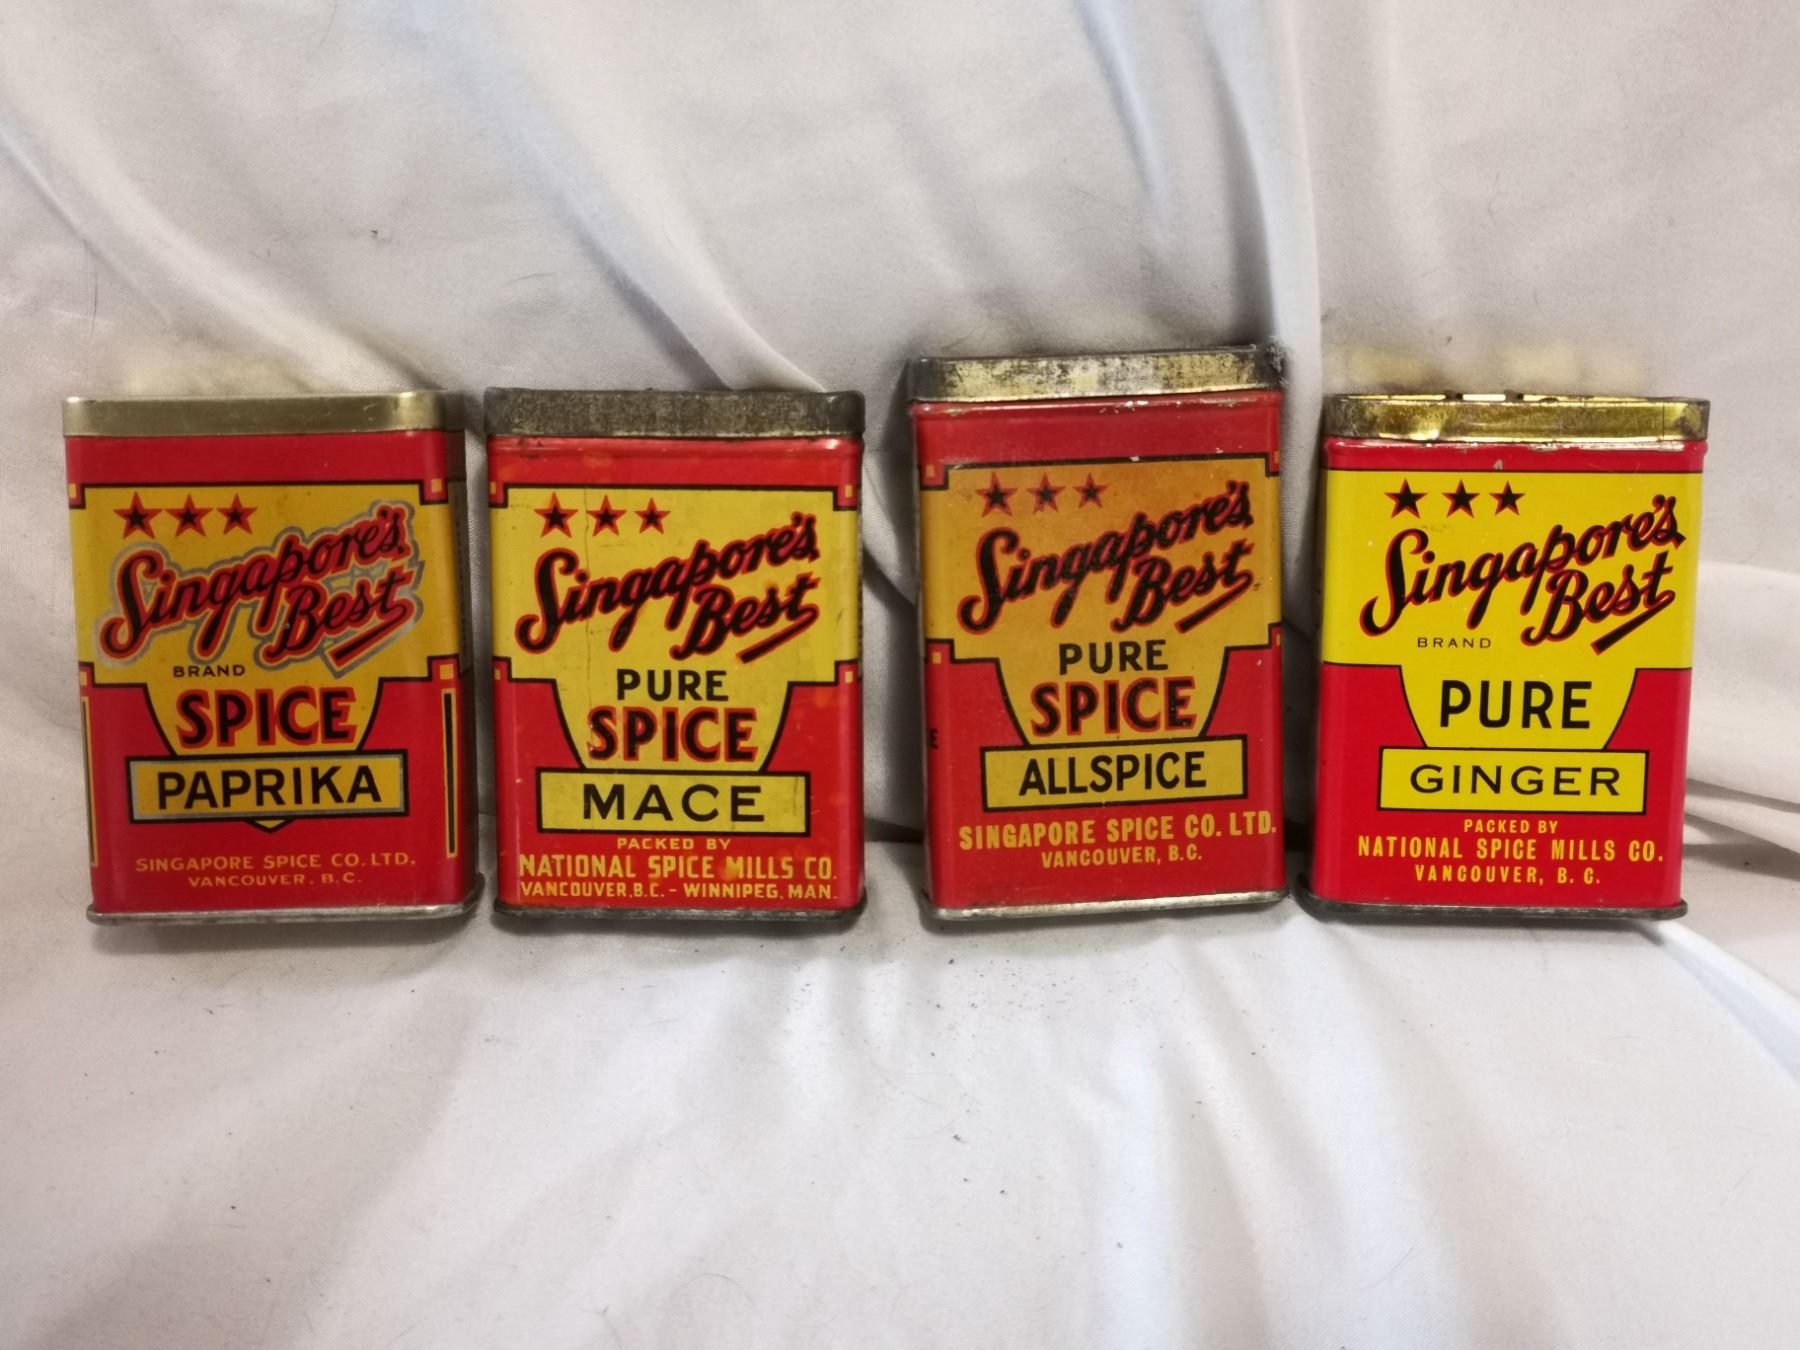 Singapore's
Best
BRAND
SPICE
PAPRIKA
SINGAPORE SPICE CO. LTD.
VANCOUVER, B.C.
Singapore's
Best
PURE
SPICE
MACE
PACKED BY
NATIONAL SPICE MILLS CO.
VANCOUVER, B.C. - WINNIPEG, MAN.
Singapore's
Best
PURE
SPICE
ALLSPICE
SINGAPORE SPICE CO. LTD.
VANCOUVER, B.C.
Singapore's
Best
BRAND
PURE
GINGER
PACKED BY
NATIONAL SPICE MILLS CO.
VANCOUVER, B. C.